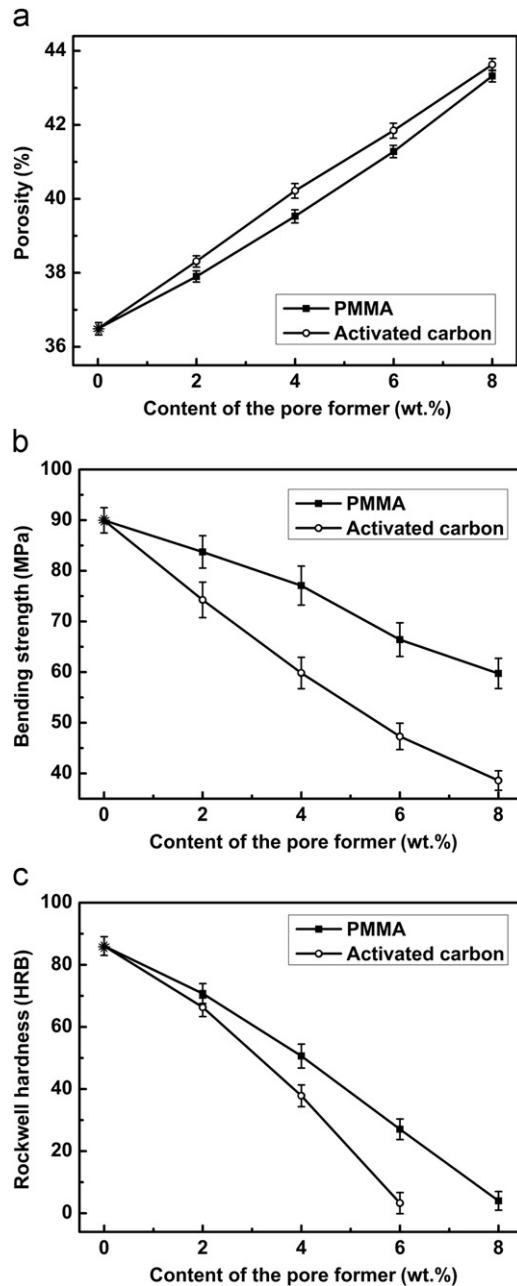 a
44
42
40
38
36
Porosity (%)
PMMA
Activated carbon
0 2 4 6 8
Content of the pore former (wt.%)
b
100
90
80
70
60
50
40
Bending strength (MPa)
PMMA
Activated carbon
0 2 4 6 8
Content of the pore former (wt.%)
c
100
80
60
40
20
0
Rockwell hardness (HRB)
PMMA
Activated carbon
0 2 4 6 8
Content of the pore former (wt.%)